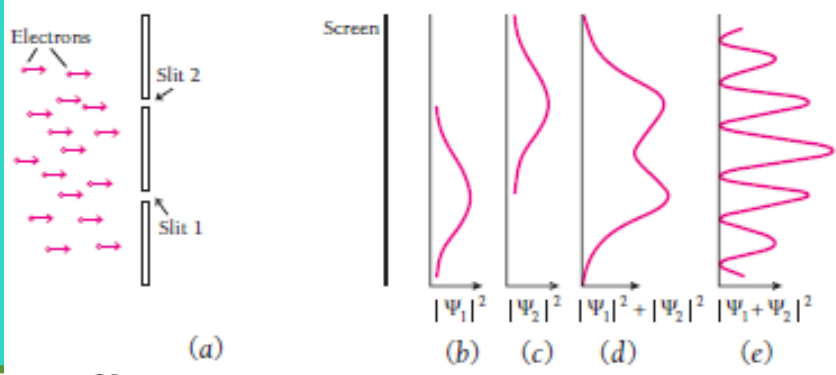 Electrons
Slit 2
Slit 1
Screen
|Ψ₁|²
|Ψ₂|²
|Ψ₁|² + |Ψ₂|²
|Ψ₁ + Ψ₂|²
(a)
(b)
(c)
(d)
(e)